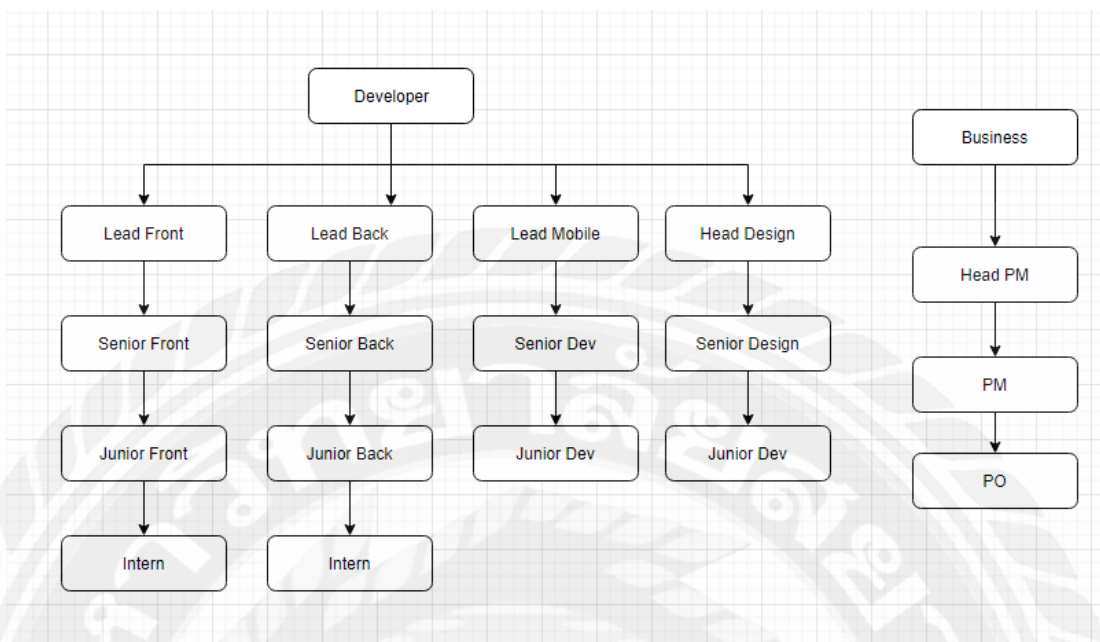 Developer
Business
Lead Front
Lead Back
Lead Mobile
Head Design
Head PM
Senior Front
Senior Back
Senior Dev
Senior Design
PM
Junior Front
Junior Back
Junior Dev
Junior Dev
PO
Intern
Intern